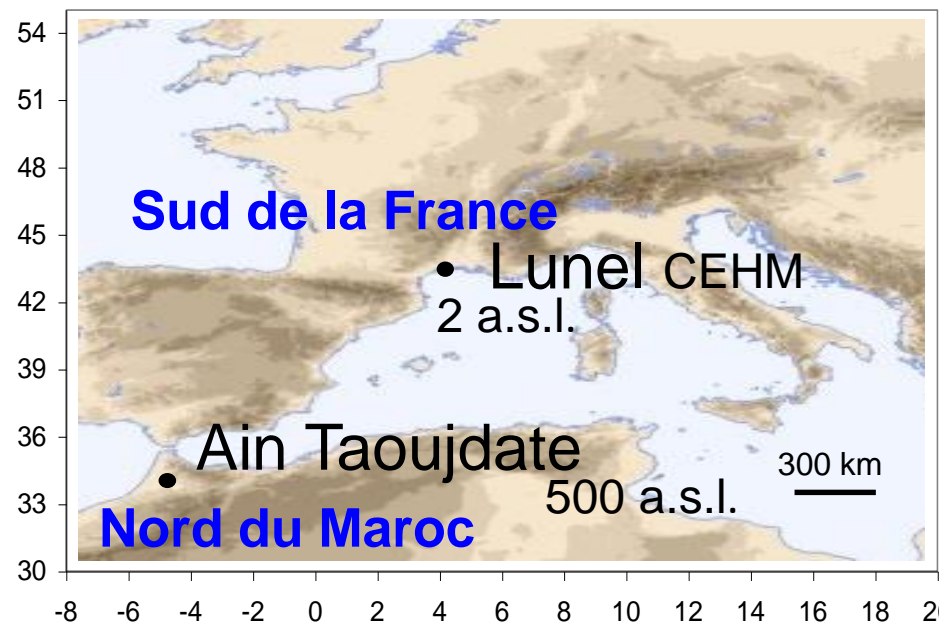 54
51
48
Sud de la France
45
Lunel CEHM
42
2 a.s.l.
39
36
Ain Taoujdate
300 km
33
500 a.s.l.
Nord du Maroc
30
-8 -6 -4 -2 0 2 4 6 8 10 12 14 16 18